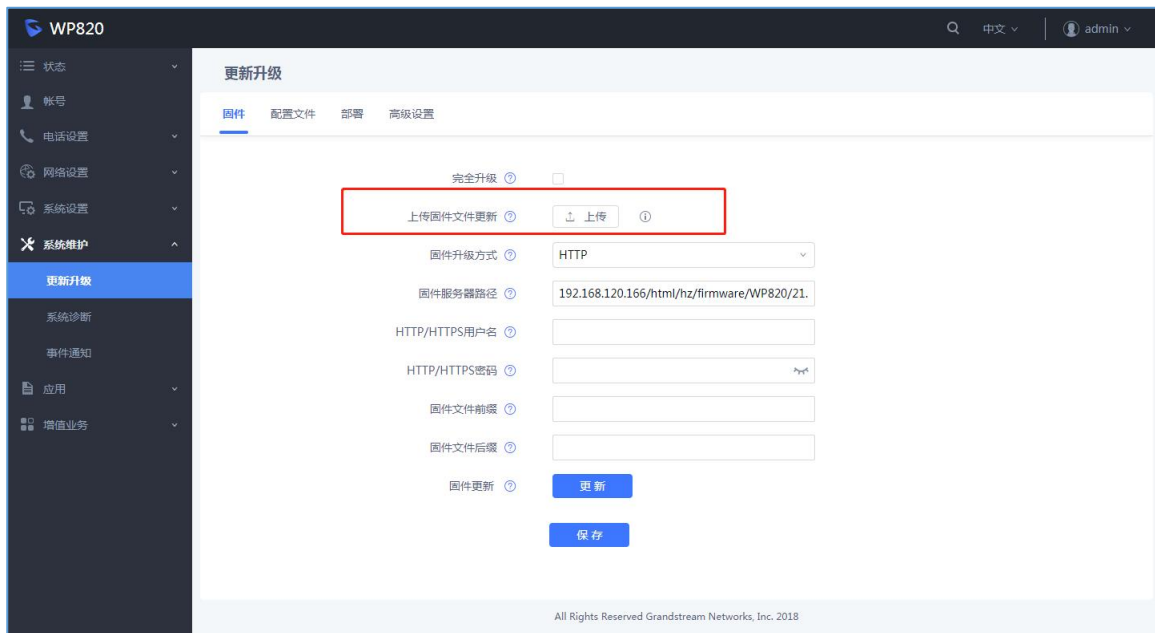 WP820
中文
admin
状态
帐号
电话设置
网络设置
系统设置
系统维护
更新升级
系统诊断
事件通知
应用
增值业务
更新升级
固件 配置文件 部署 高级设置
完全升级
上传固件文件更新 上传
固件升级方式 HTTP
固件服务器路径 192.168.120.166/html/hz/firmware/WP820/21.
HTTP/HTTPS用户名
HTTP/HTTPS密码
固件文件前缀
固件文件后缀
固件更新 更新
保存
All Rights Reserved Grandstream Networks, Inc. 2018